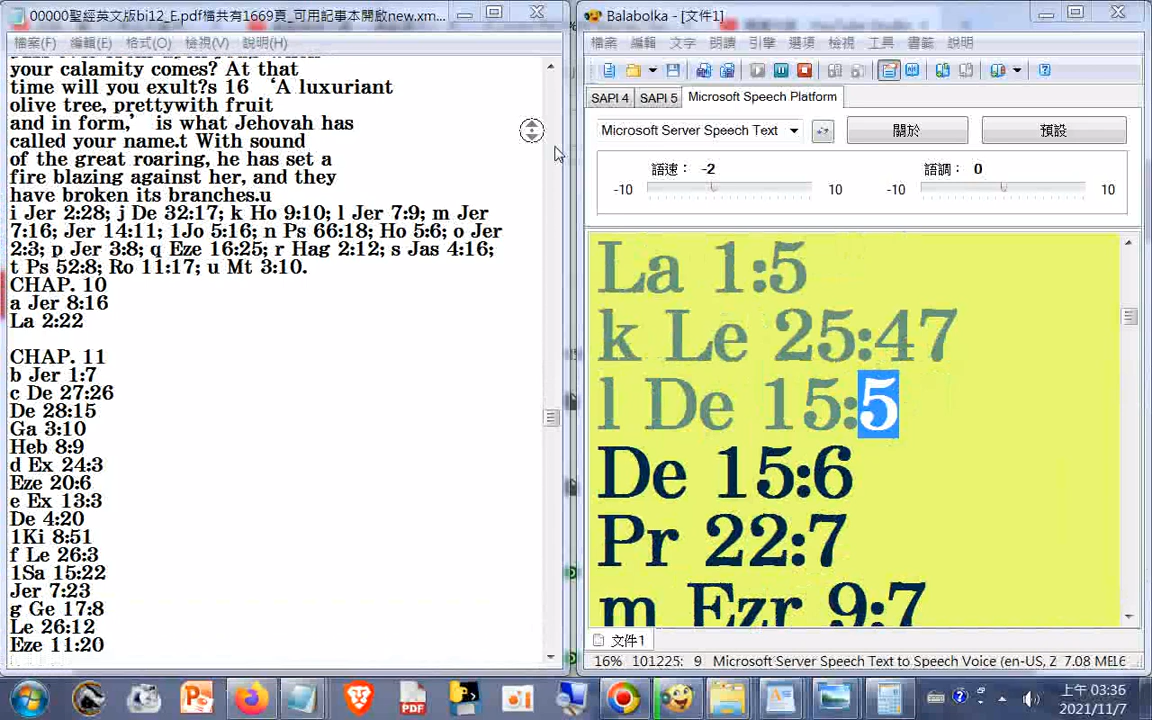 00000聖經英文版bi12_E.pdf檔共有1669頁_可用記事本開啟new.xm...
檔案(F) 編輯(E) 格式(O) 檢視(V) 說明(H)
your calamity comes? At that
time will you exult?s 16 ‘A luxuriant
olive tree, prettywith fruit
and in form,’ is what Jehovah has
called your name.t With sound
of the great roaring, he has set a
fire blazing against her, and they
have broken its branches.u
i Jer 2:28; j De 32:17; k Ho 9:10; l Jer 7:9; m Jer
7:16; Jer 14:11; 1Jo 5:16; n Ps 66:18; Ho 5:6; o Jer
2:3; p Jer 3:8; q Eze 16:25; r Hag 2:12; s Jas 4:16;
t Ps 52:8; Ro 11:17; u Mt 3:10.
CHAP. 10
a Jer 8:16
La 2:22
CHAP. 11
b Jer 1:7
c De 27:26
De 28:15
Ga 3:10
Heb 8:9
d Ex 24:3
Eze 20:6
e Ex 13:3
De 4:20
1Ki 8:51
f Le 26:3
1Sa 15:22
Jer 7:23
g Ge 17:8
Le 26:12
Eze 11:20
Balabolka - [文件1]
檔案 編輯 文字 朗讀 引擎 選項 檢視 工具 書籤 說明
SAPI 4 SAPI 5 Microsoft Speech Platform
Microsoft Server Speech Text 關於 預設
語速: -2 語調: 0
-10 10 -10 10
La 1:5
k Le 25:47
l De 15:5
De 15:6
Pr 22:7
m Ezr 9:7
文件1
16% 101225: 9 Microsoft Server Speech Text to Speech Voice (en-US, Z 7.08 ME
上午 03:36
2021/11/7